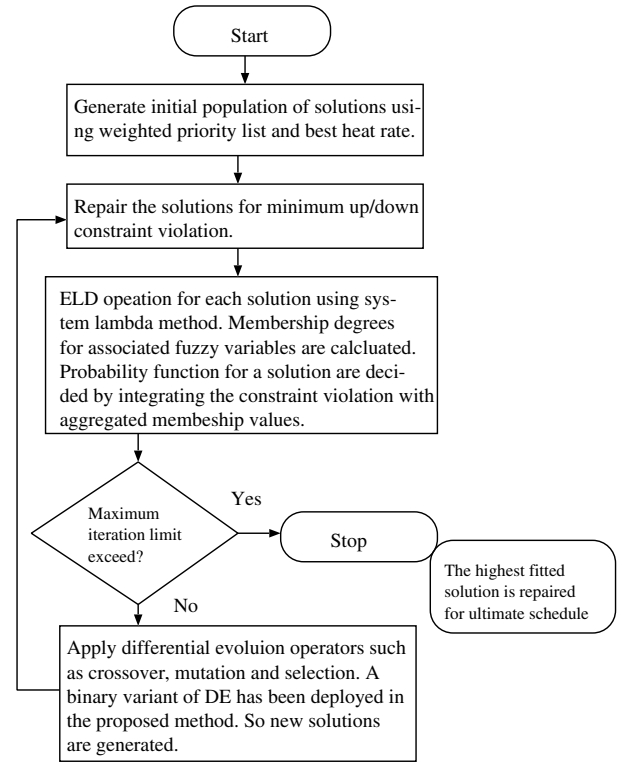 Start
Generate initial population of solutions usi-
ng weighted priority list and best heat rate.
Repair the solutions for minimum up/down
constraint violation.
ELD opeation for each solution using sys-
tem lambda method. Membership degrees
for associated fuzzy variables are calcluated.
Probability function for a solution are deci-
ded by integrating the constraint violation with
aggregated membeship values.
Maximum
iteration limit
exceed?
Yes
Stop
The highest fitted
solution is repaired
for ultimate schedule
No
Apply differential evoluion operators such
as crossover, mutation and selection. A
binary variant of DE has been deployed in
the proposed method. So new solutions
are generated.